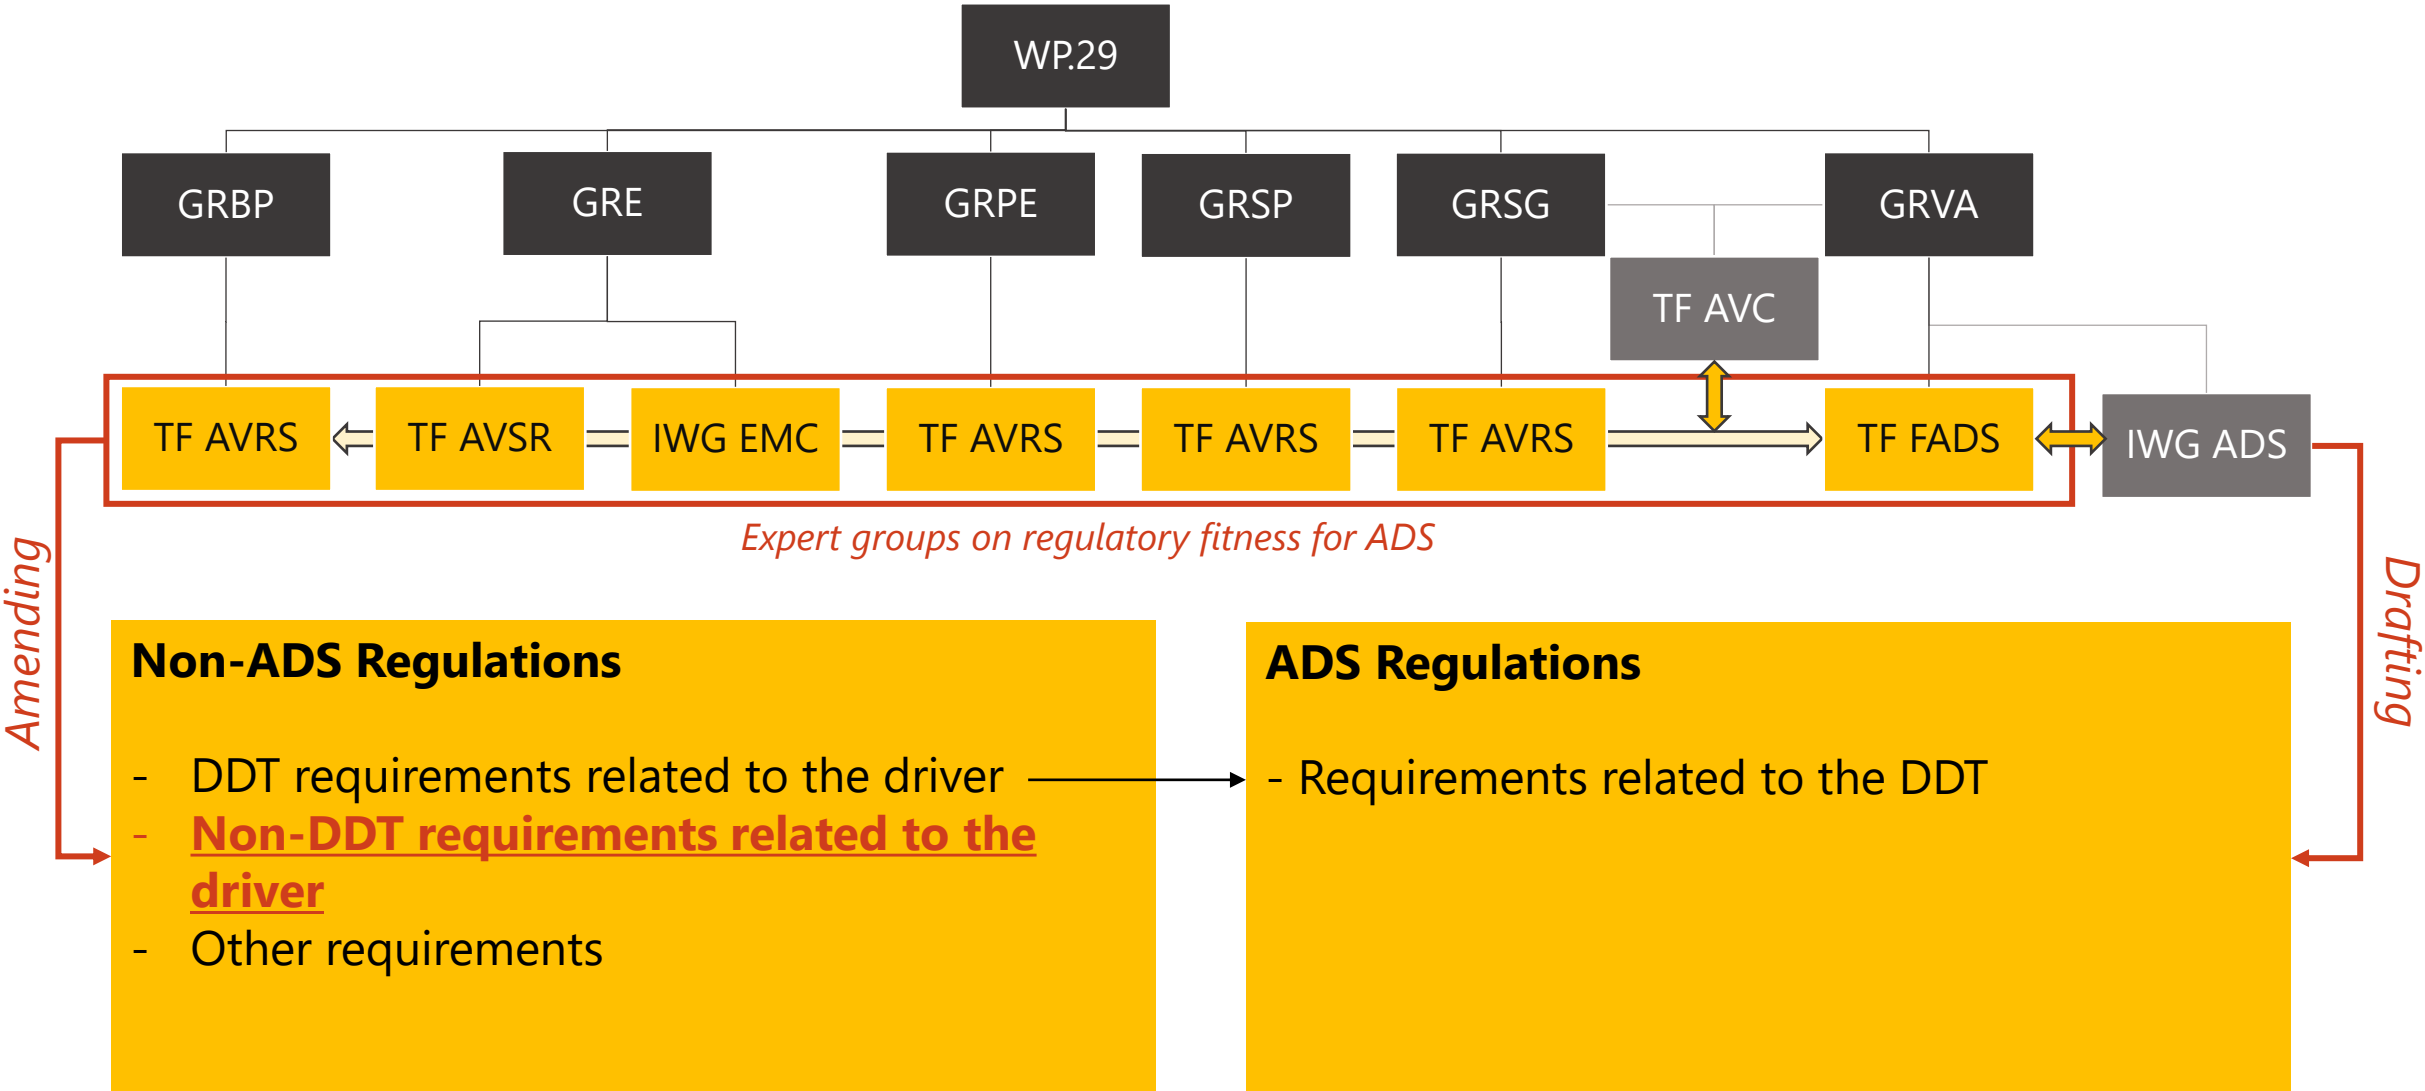 WP.29
GRBP
GRE
GRPE
GRSP
GRSG
GRVA
TF AVC
TF AVRS
TF AVSR
IWG EMC
TF AVRS
TF AVRS
TF AVRS
TF FADS
IWG ADS
Expert groups on regulatory fitness for ADS
Amending
Drafting
Non-ADS Regulations
- DDT requirements related to the driver
- Non-DDT requirements related to the
driver
- Other requirements
ADS Regulations
- Requirements related to the DDT